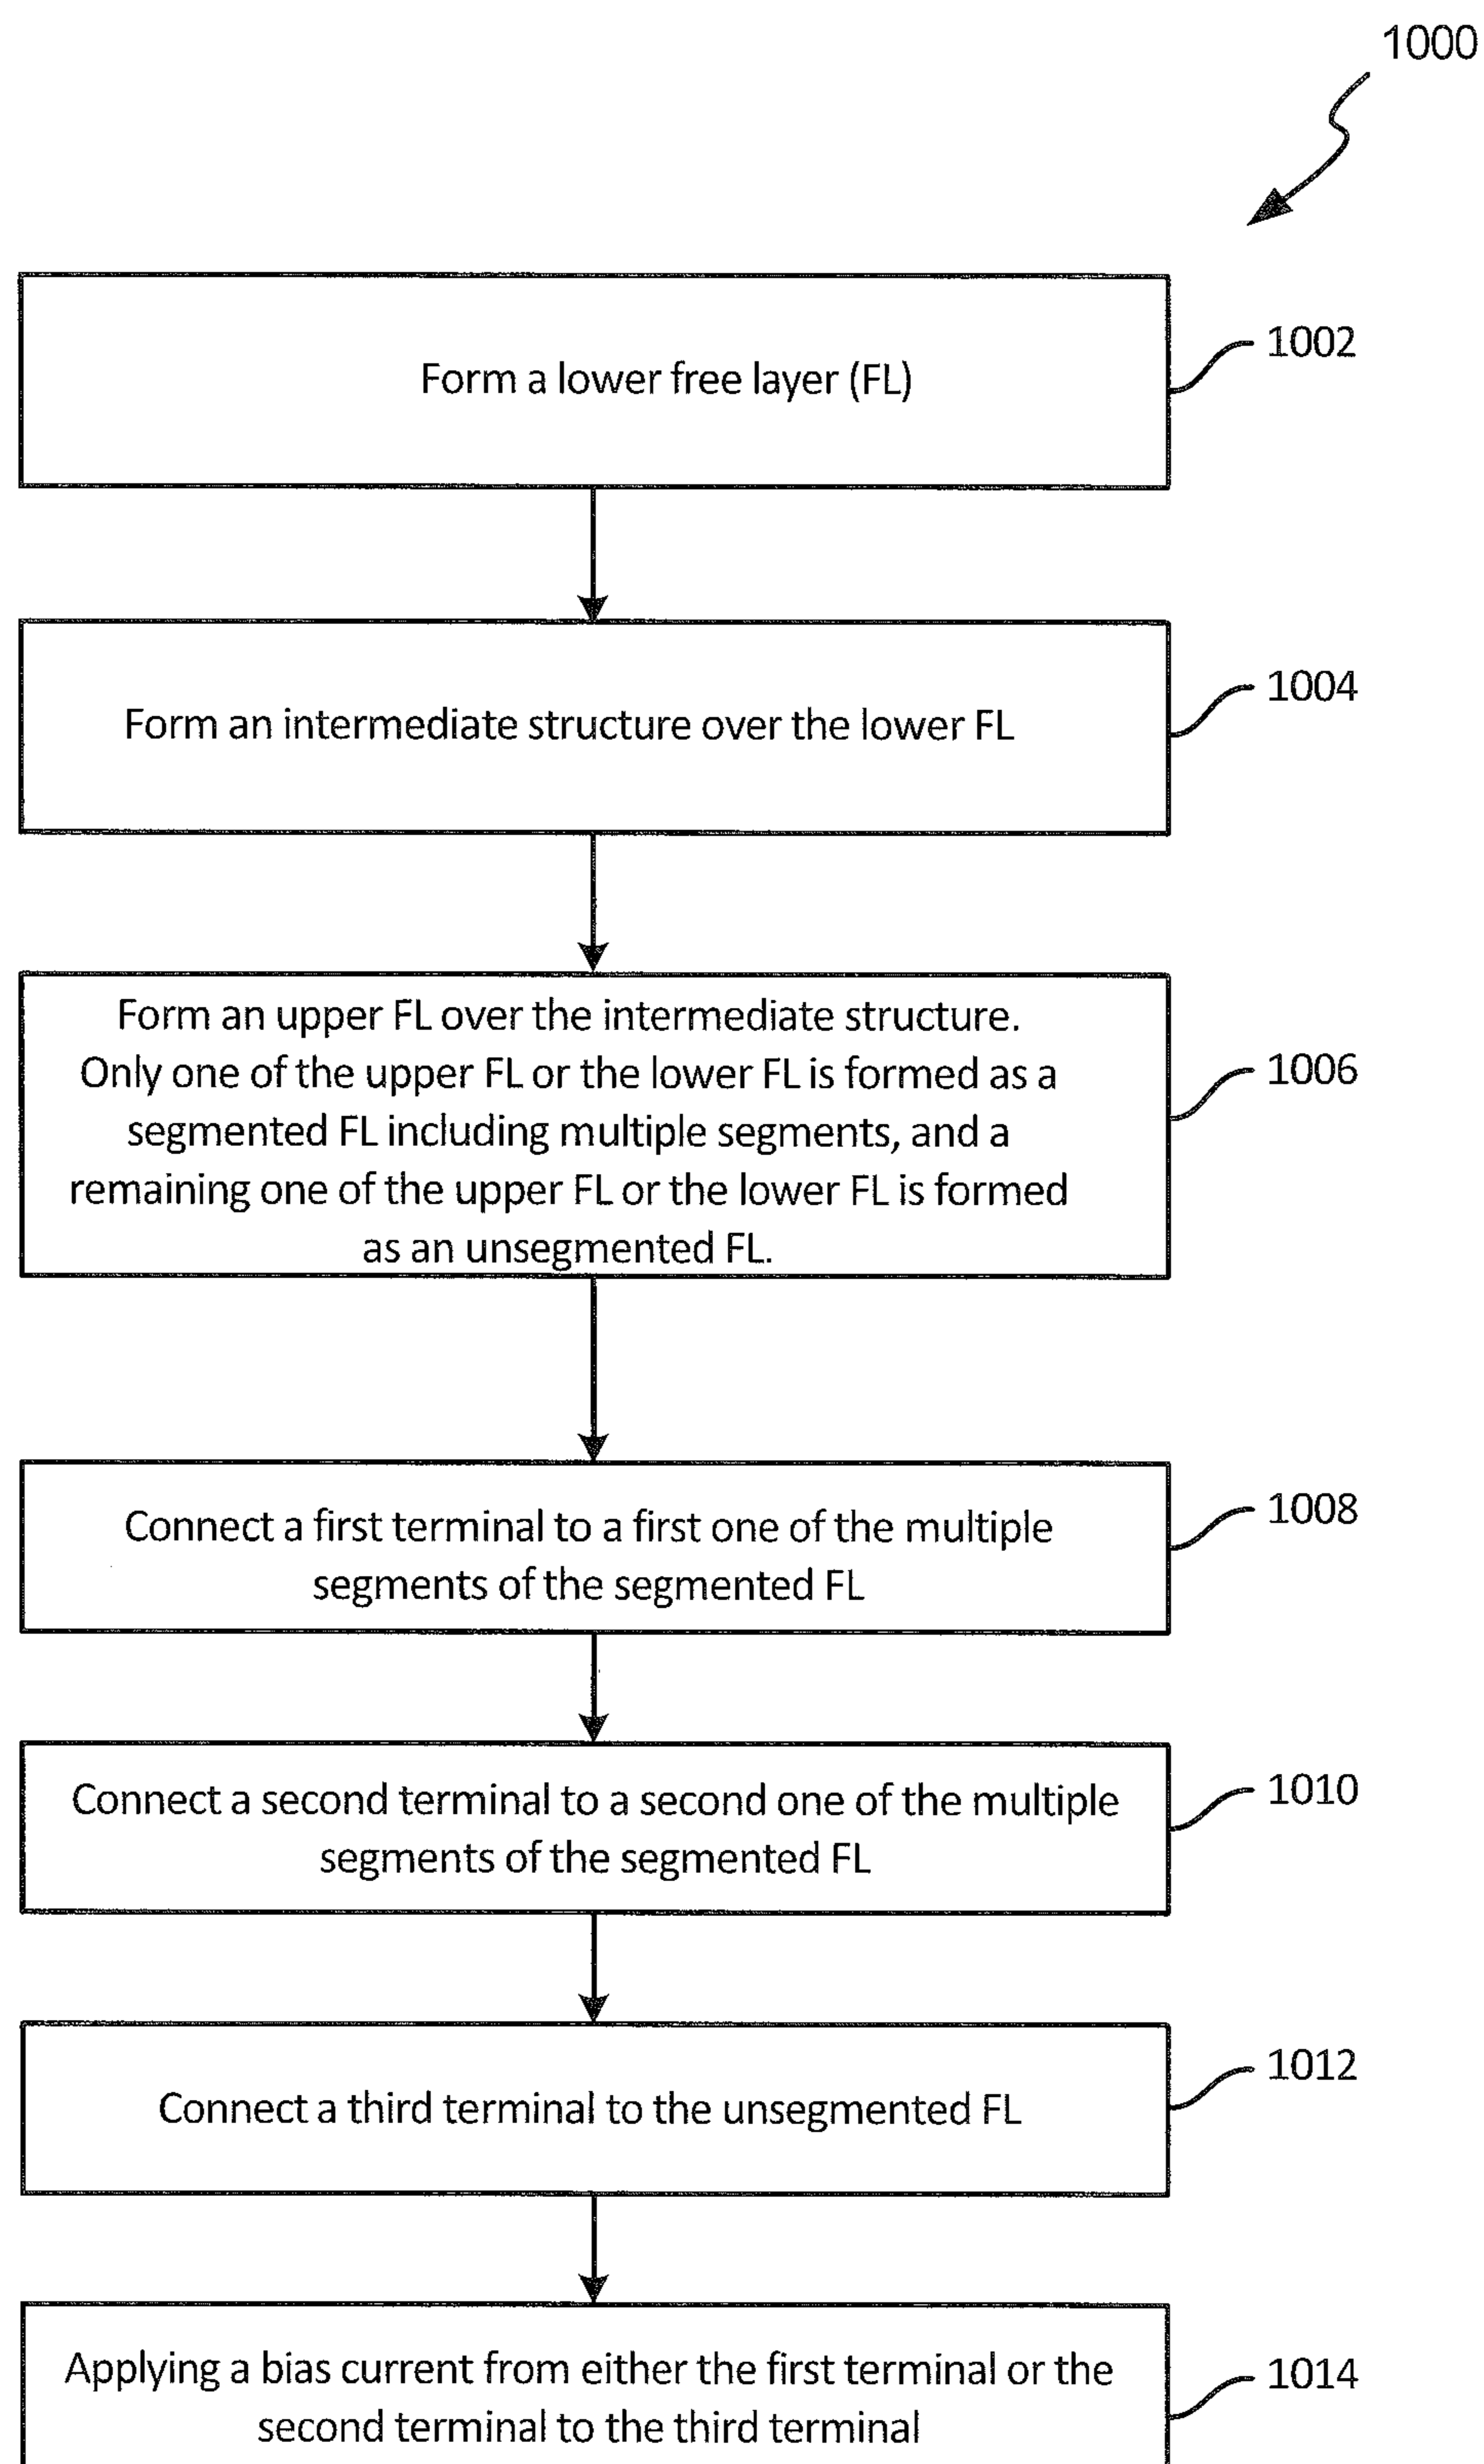 1000
Form a lower free layer (FL)
1002
Form an intermediate structure over the lower FL
1004
Form an upper FL over the intermediate structure.
Only one of the upper FL or the lower FL is formed as a
segmented FL including multiple segments, and a
remaining one of the upper FL or the lower FL is formed
as an unsegmented FL.
1006
Connect a first terminal to a first one of the multiple
segments of the segmented FL
1008
Connect a second terminal to a second one of the multiple
segments of the segmented FL
1010
Connect a third terminal to the unsegmented FL
1012
Applying a bias current from either the first terminal or the
second terminal to the third terminal
1014